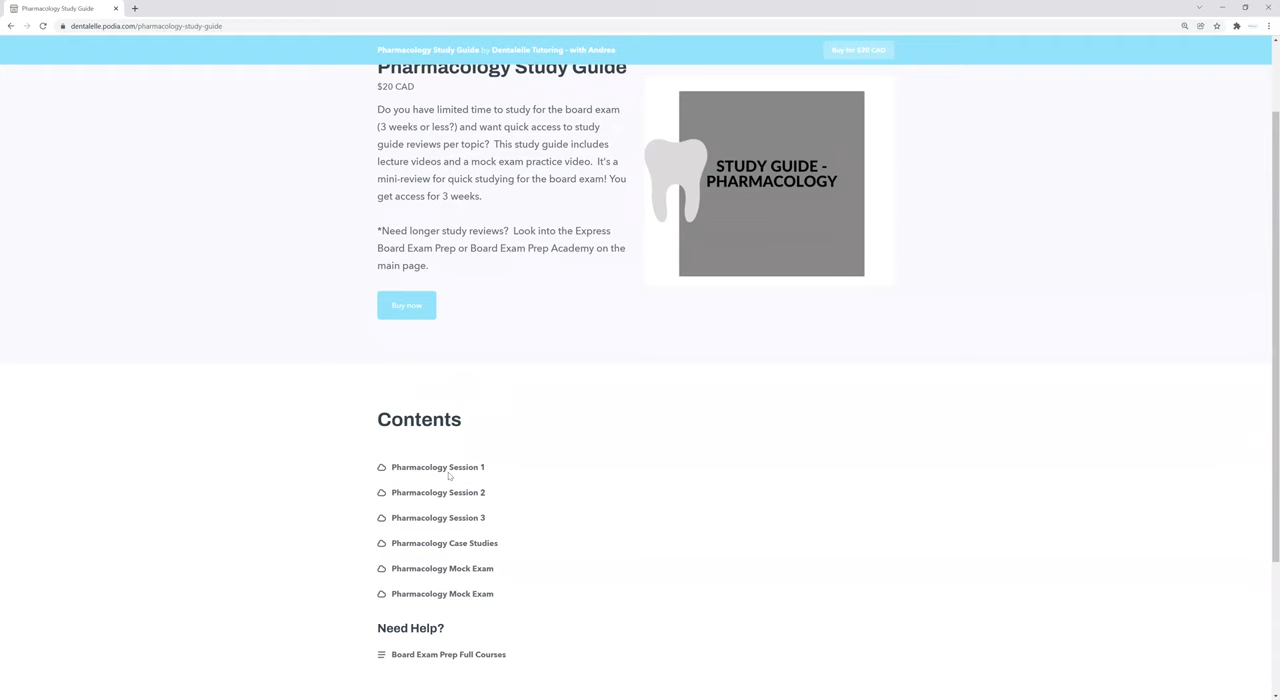 Pharmacology Study Guide
dentalelle.podia.com/pharmacology-study-guide
Pharmacology Study Guide by Dentalelle Tutoring - with Andrea
Buy for $20 CAD
Pharmacology Study Guide
$20 CAD
Do you have limited time to study for the board exam
(3 weeks or less?) and want quick access to study
guide reviews per topic? This study guide includes
lecture videos and a mock exam practice video. It's a
mini-review for quick studying for the board exam! You
get access for 3 weeks.
*Need longer study reviews? Look into the Express
Board Exam Prep or Board Exam Prep Academy on the
main page.
Buy now
STUDY GUIDE -
PHARMACOLOGY
Contents
Pharmacology Session 1
Pharmacology Session 2
Pharmacology Session 3
Pharmacology Case Studies
Pharmacology Mock Exam
Pharmacology Mock Exam
Need Help?
Board Exam Prep Full Courses